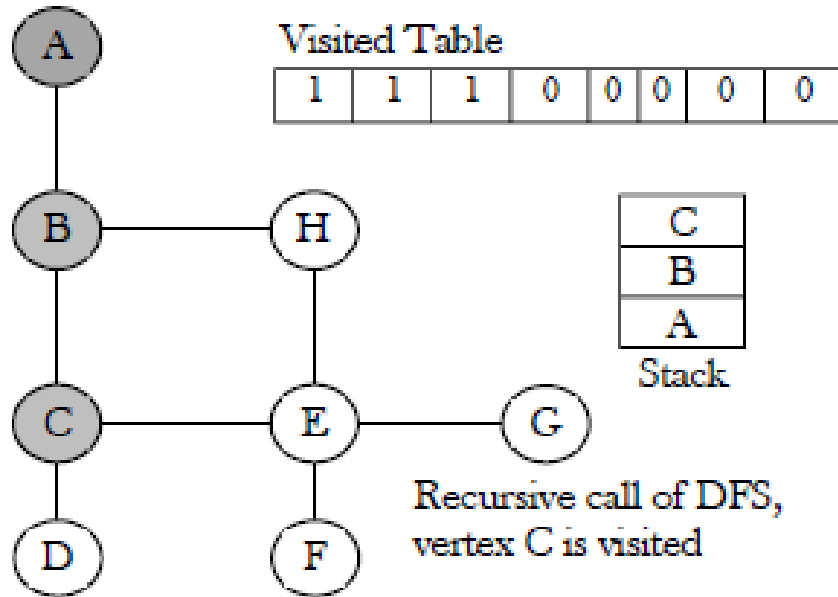 A
Visited Table
1 1 1 0 0 0 0 0
B
H
C
B
A
Stack
C
E
G
Recursive call of DFS,
vertex C is visited
D
F